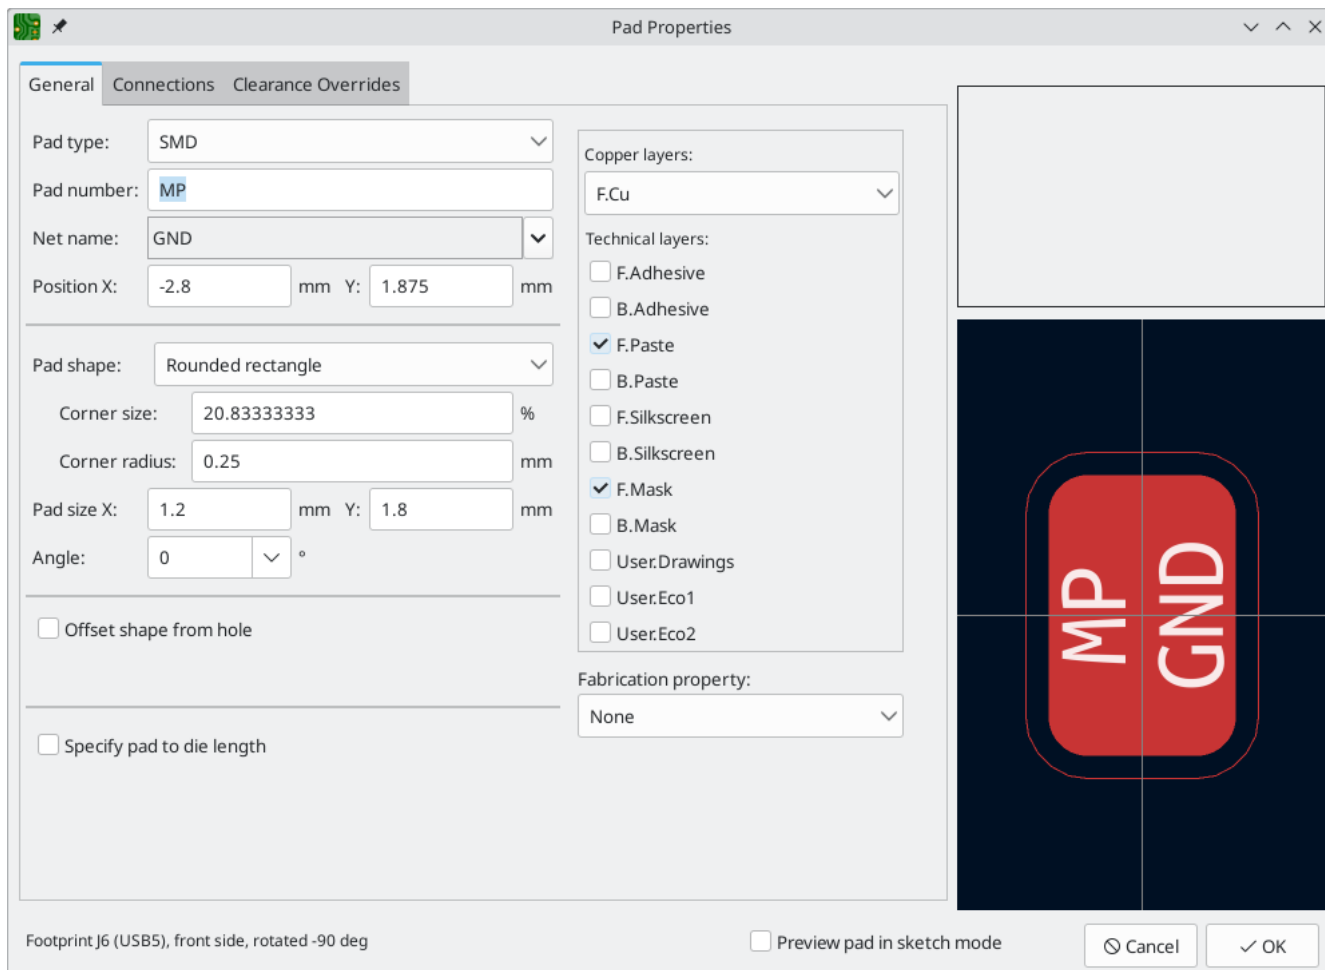 Pad Properties
General Connections Clearance Overrides
Pad type: SMD
Pad number: MP
Net name: GND
Position X: -2.8 mm Y: 1.875 mm
Pad shape: Rounded rectangle
Corner size: 20.83333333 %
Corner radius: 0.25 mm
Pad size X: 1.2 mm Y: 1.8 mm
Angle: 0 °
Offset shape from hole
Specify pad to die length
Copper layers:
F.Cu
Technical layers:
F.Adhesive
B.Adhesive
F.Paste
B.Paste
F.Silkscreen
B.Silkscreen
F.Mask
B.Mask
User.Drawings
User.Eco1
User.Eco2
Fabrication property:
None
MP
GND
Footprint J6 (USB5), front side, rotated -90 deg
Preview pad in sketch mode
Cancel
OK